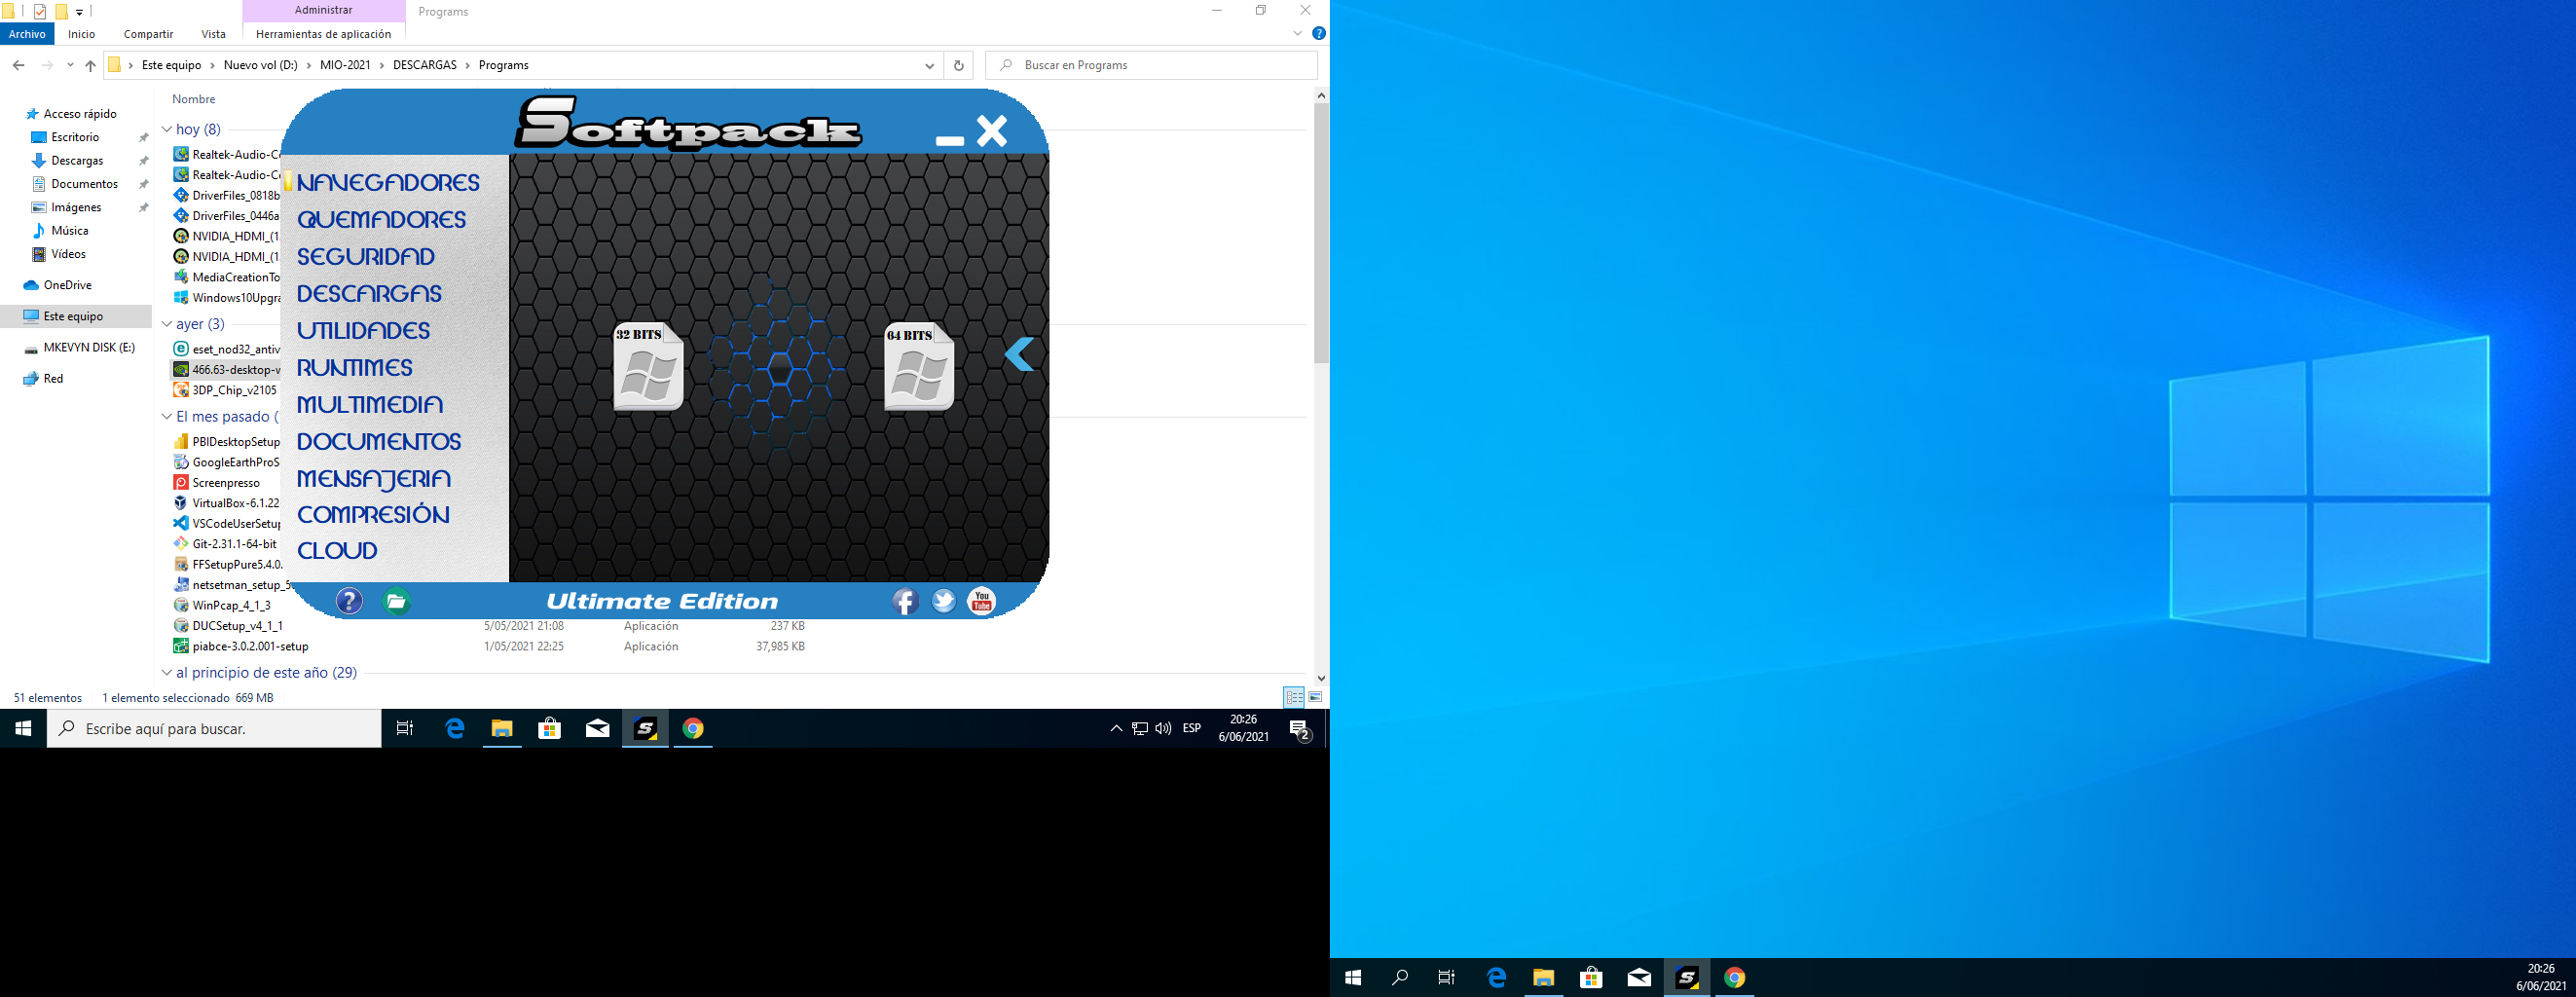 Administrar
Programs
Archivo
Inicio
Compartir
Vista
Herramientas de aplicación
Este equipo
Nuevo vol (D:)
MIO-2021
DESCARGAS
Programs
Buscar en Programs
Nombre
Acceso rápido
Escritorio
Descargas
Documentos
Imágenes
Música
Vídeos
OneDrive
Este equipo
MKEVYN DISK (E:)
Red
hoy (8)
Realtek-Audio-C
Realtek-Audio-C
DriverFiles_0818b
DriverFiles_0446a
NVIDIA_HDMI_(1
NVIDIA_HDMI_(1
MediaCreationTo
Windows10Upgra
ayer (3)
eset_nod32_antiv
466.63-desktop-w
3DP_Chip_v2105
El mes pasado (
PBIDesktopSetup
GoogleEarthProS
Screenpresso
VirtualBox-6.1.22
VSCodeUserSetup
Git-2.31.1-64-bit
FFSetupPure5.4.0.
netsetman_setup_5
WinPcap_4_1_3
DUCSetup_v4_1_1 5/05/2021 21:08 Aplicación 237 KB
piabce-3.0.2.001-setup 1/05/2021 22:25 Aplicación 37,985 KB
al principio de este año (29)
51 elementos
1 elemento seleccionado 669 MB
Softpack
NAVEGADORES
QUEMADORES
SEGURIDAD
DESCARGAS
UTILIDADES
RUNTIMES
MULTIMEDIA
DOCUMENTOS
MENSAJERIA
COMPRESIÓN
CLOUD
32 BITS
64 BITS
Ultimate Edition
You
Tube
Escribe aquí para buscar.
ESP
20:26
6/06/2021
2
20:26
6/06/2021